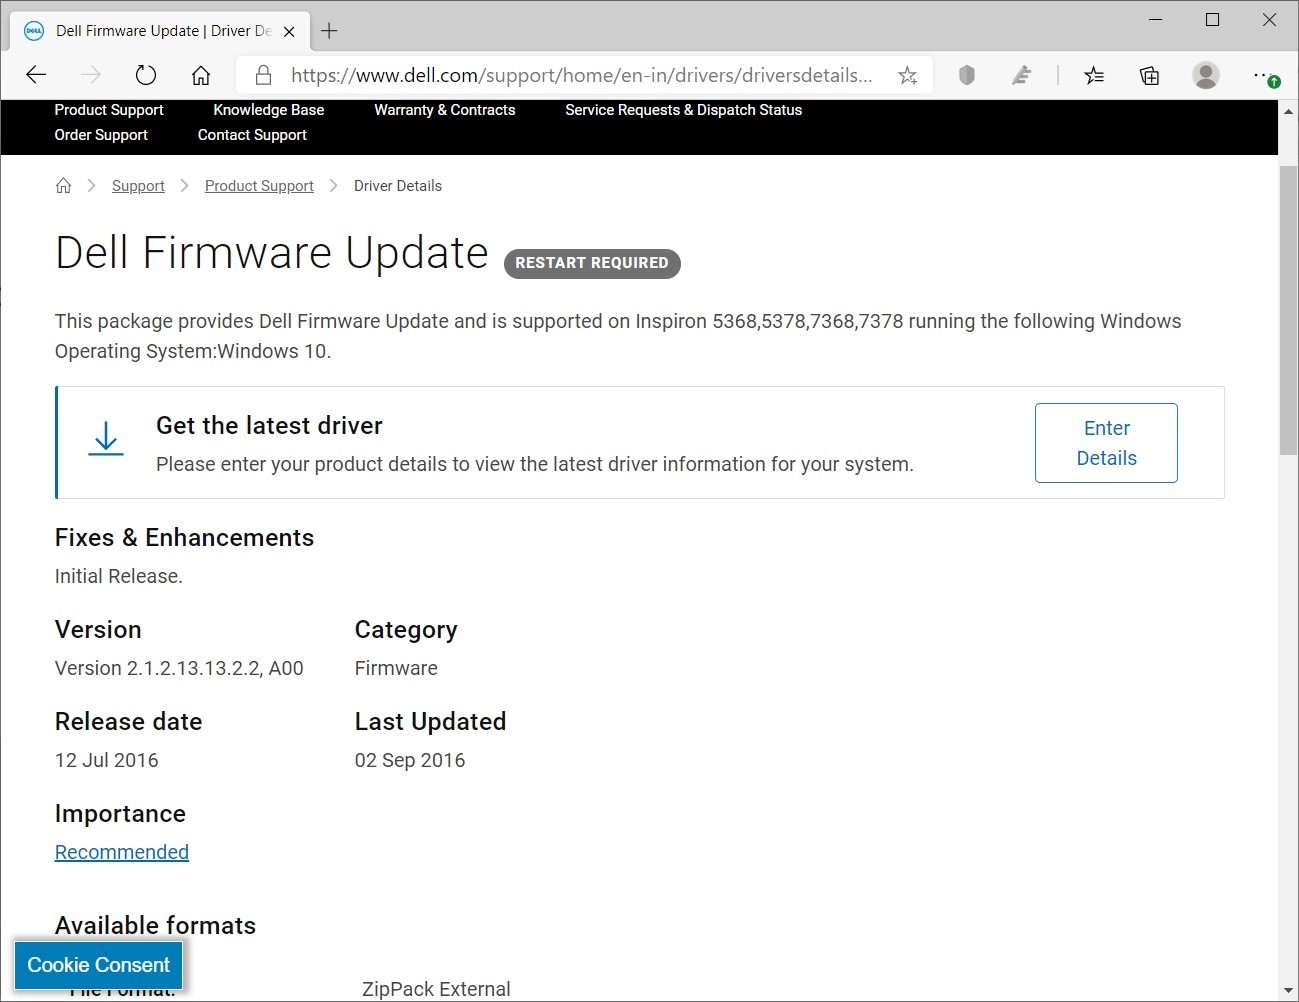 DELL
Dell Firmware Update | Driver De
https://www.dell.com/support/home/en-in/drivers/driversdetails...
Product Support Knowledge Base Warranty & Contracts Service Requests & Dispatch Status
Order Support Contact Support
Support Product Support Driver Details
Dell Firmware Update RESTART REQUIRED
This package provides Dell Firmware Update and is supported on Inspiron 5368,5378,7368,7378 running the following Windows
Operating System:Windows 10.
Get the latest driver
Please enter your product details to view the latest driver information for your system.
Enter
Details
Fixes & Enhancements
Initial Release.
Version Category
Version 2.1.2.13.13.2.2, A00 Firmware
Release date Last Updated
12 Jul 2016 02 Sep 2016
Importance
Recommended
Available formats
Cookie Consent
File Format: ZipPack External